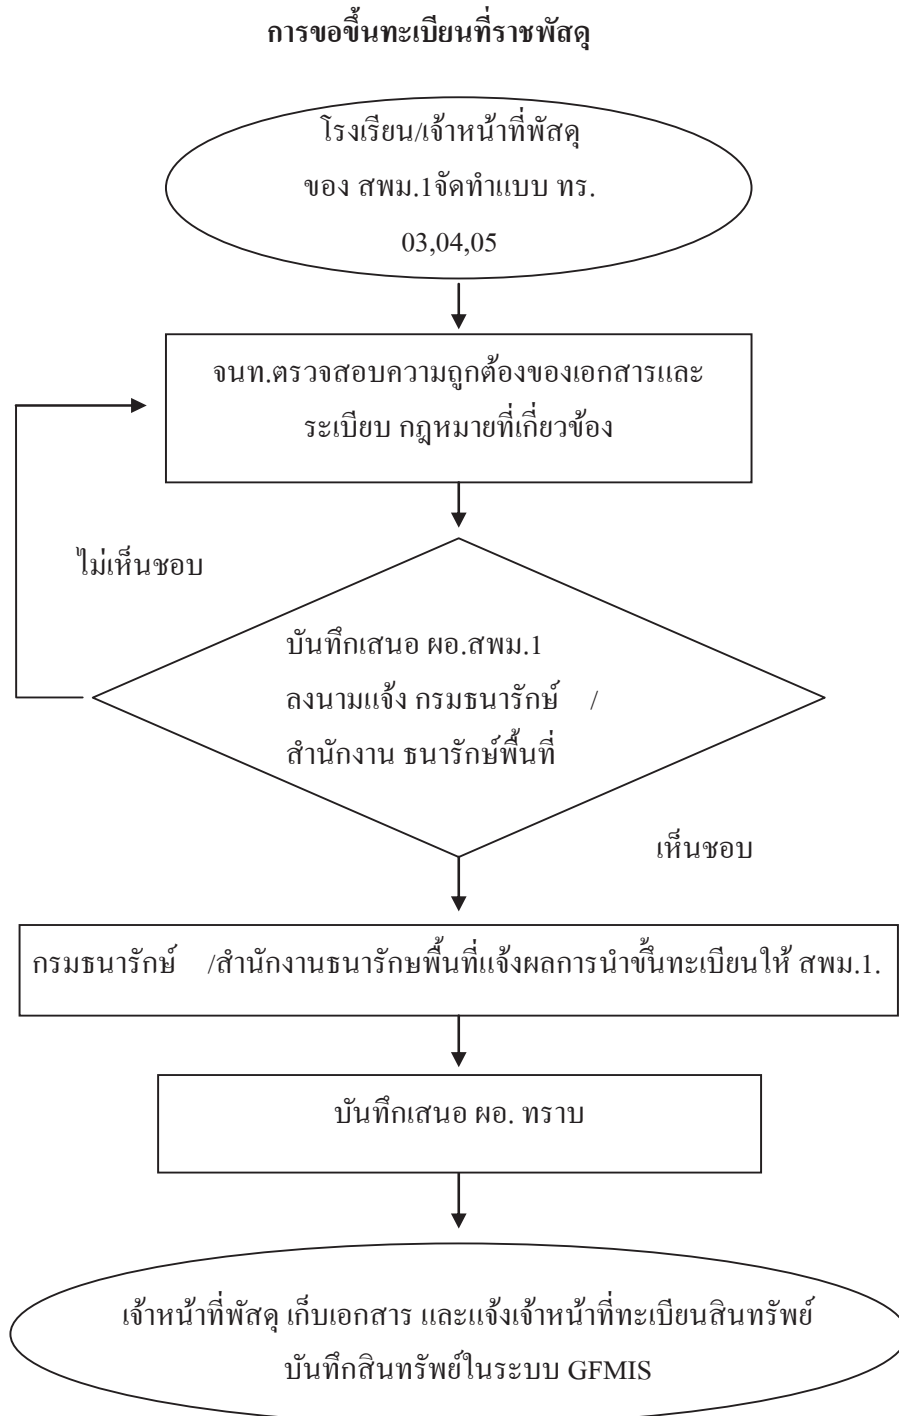 การขอขึ้นทะเบียนที่ราชพัสดุ
โรงเรียน/เจ้าหน้าที่พัสดุ
ของ สพม.1จัดทำแบบ ทร.
03,04,05
จนท.ตรวจสอบความถูกต้องของเอกสารและ
ระเบียบ กฎหมายที่เกี่ยวข้อง
ไม่เห็นชอบ
บันทึกเสนอ ผอ.สพม.1
ลงนามแจ้ง กรมธนารักษ์ /
สำนักงาน ธนารักษ์พื้นที่
เห็นชอบ
กรมธนารักษ์ /สำนักงานธนารักษพื้นที่แจ้งผลการนำขึ้นทะเบียนให้ สพม.1.
บันทึกเสนอ ผอ. ทราบ
เจ้าหน้าที่พัสดุ เก็บเอกสาร และแจ้งเจ้าหน้าที่ทะเบียนสินทรัพย์
บันทึกสินทรัพย์ในระบบ GFMIS